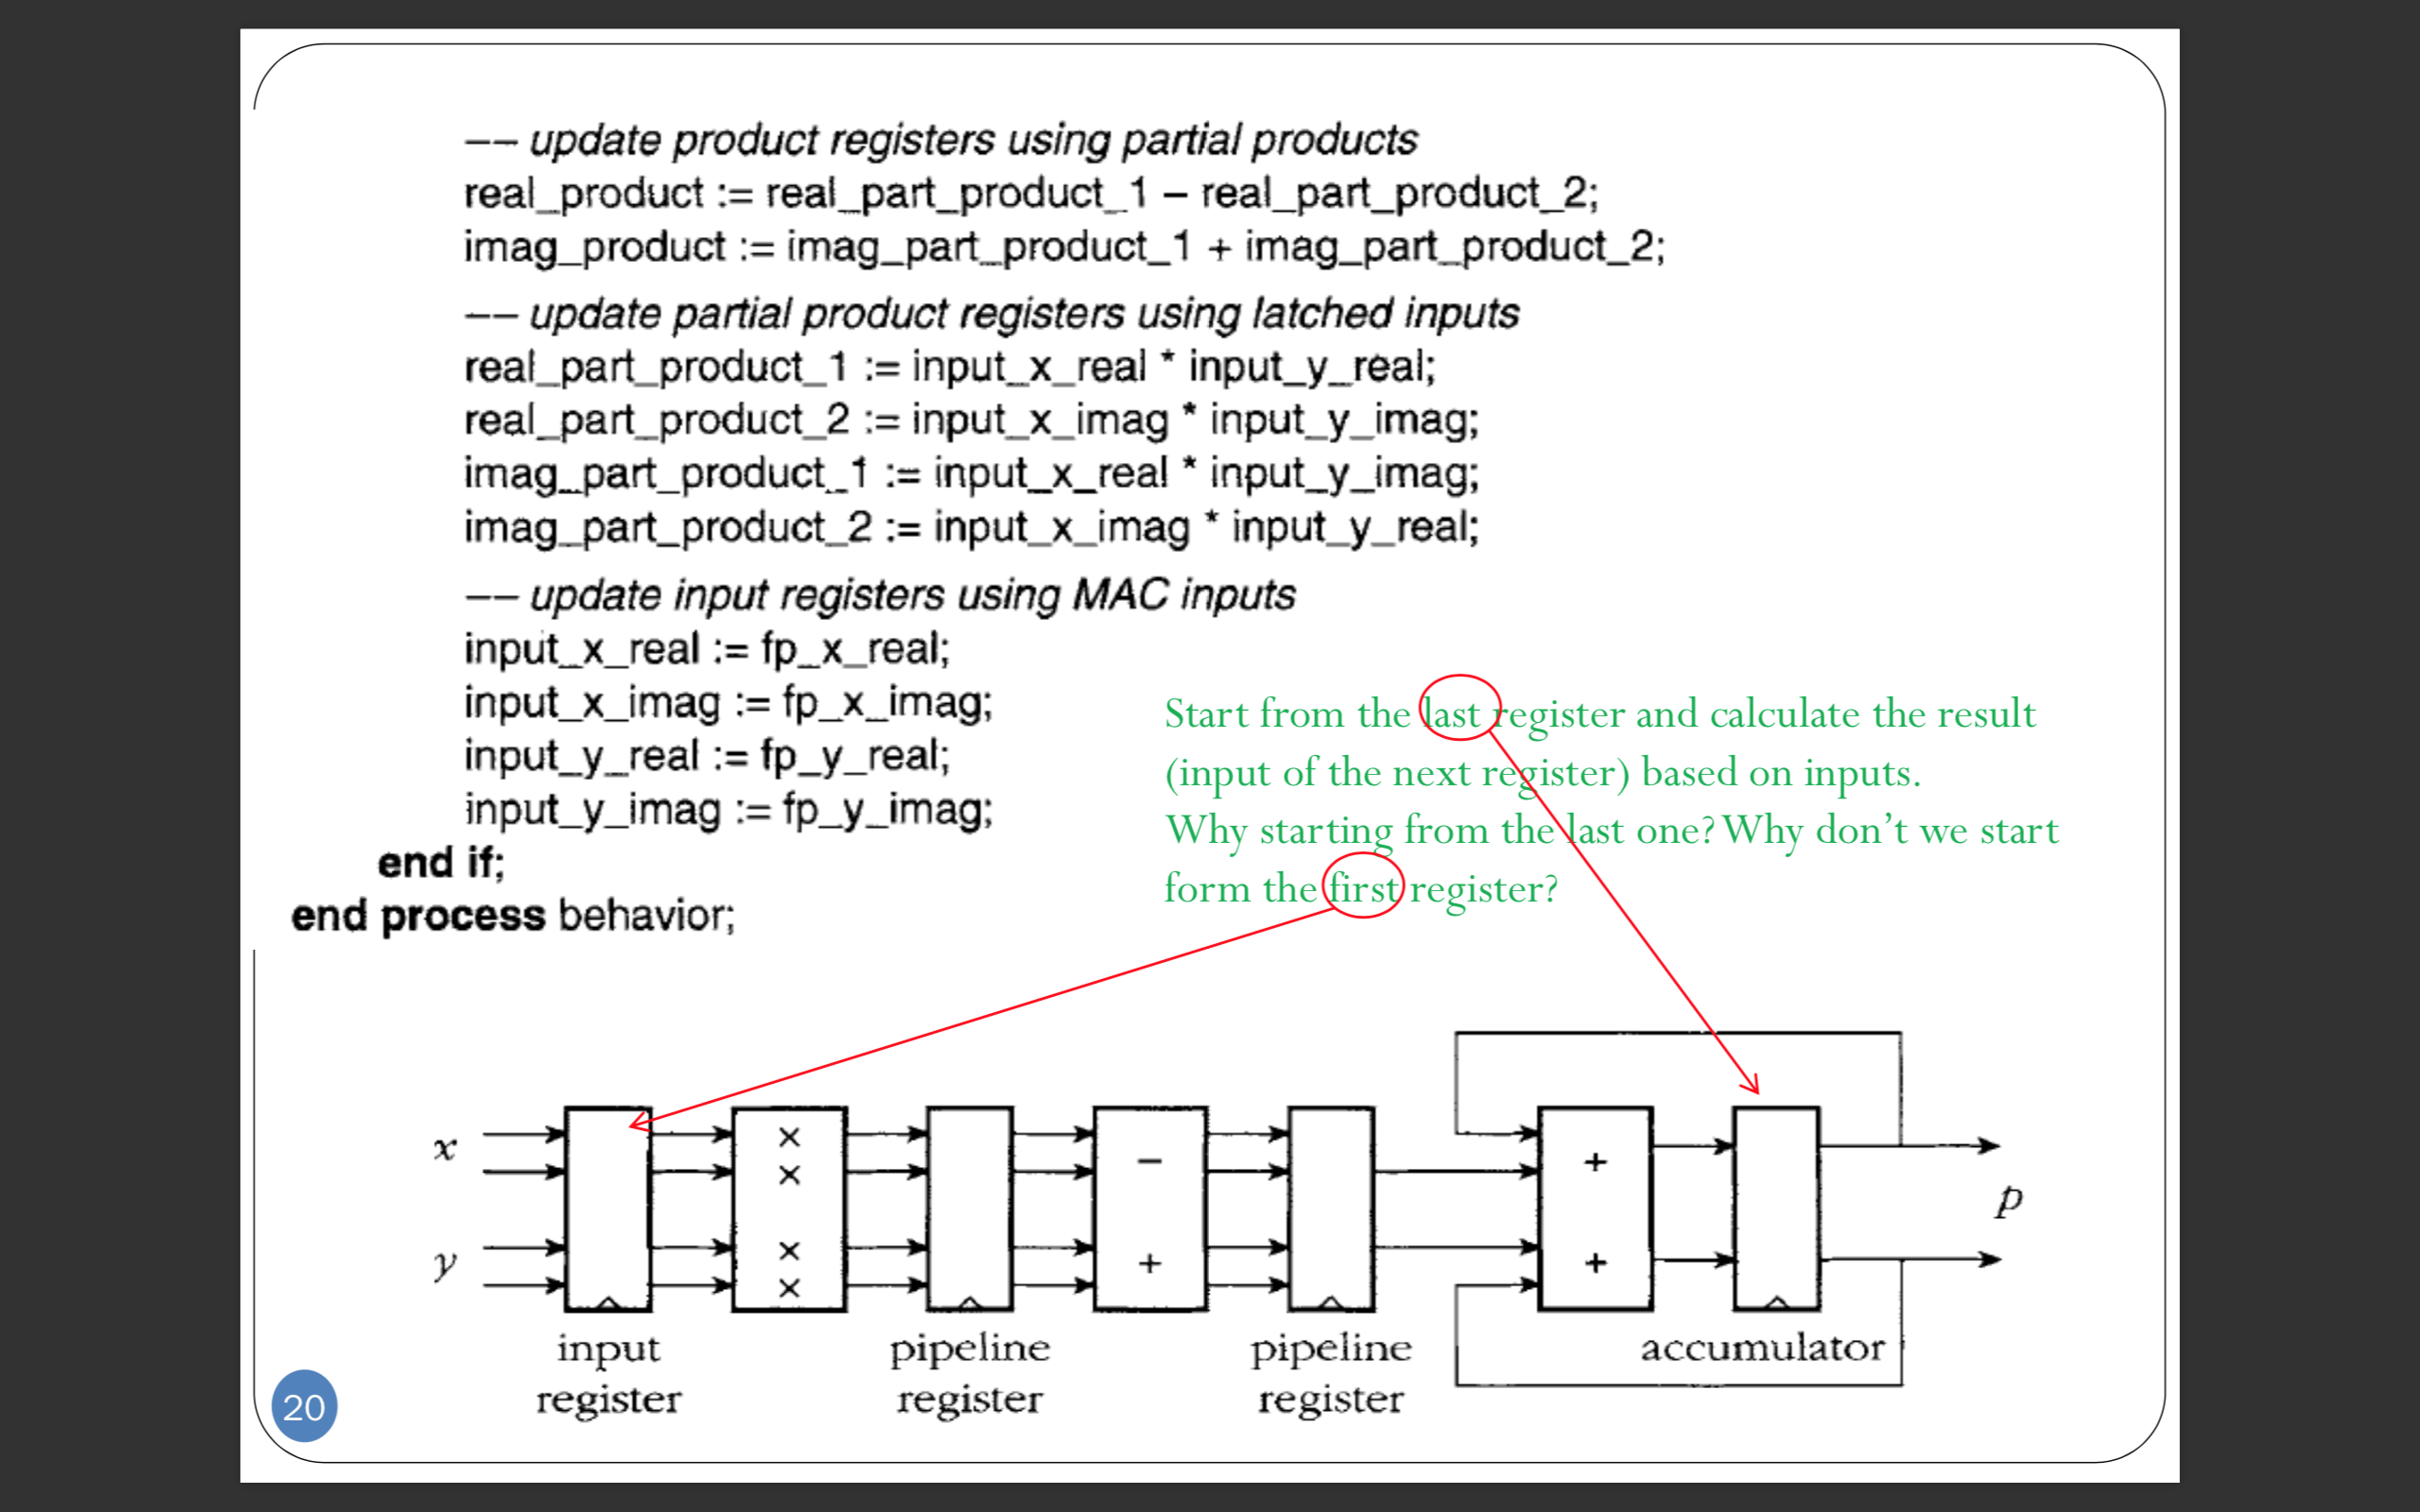 –– update product registers using partial products
real_product := real_part_product_1 – real_part_product_2;
imag_product := imag_part_product_1 + imag_part_product_2;
–– update partial product registers using latched inputs
real_part_product_1 := input_x_real * input_y_real;
real_part_product_2 := input_x_imag * input_y_imag;
imag_part_product_1 := input_x_real * input_y_imag;
imag_part_product_2 := input_x_imag * input_y_real;
–– update input registers using MAC inputs
input_x_real := fp_x_real;
input_x_imag := fp_x_imag;
input_y_real := fp_y_real;
input_y_imag := fp_y_imag;
end if;
end process behavior;
Start from the last register and calculate the result
(input of the next register) based on inputs.
Why starting from the last one? Why don't we start
form the first register?
x
y
×
×
×
×
–
+
+
+
p
input
register
pipeline
register
pipeline
register
accumulator
20